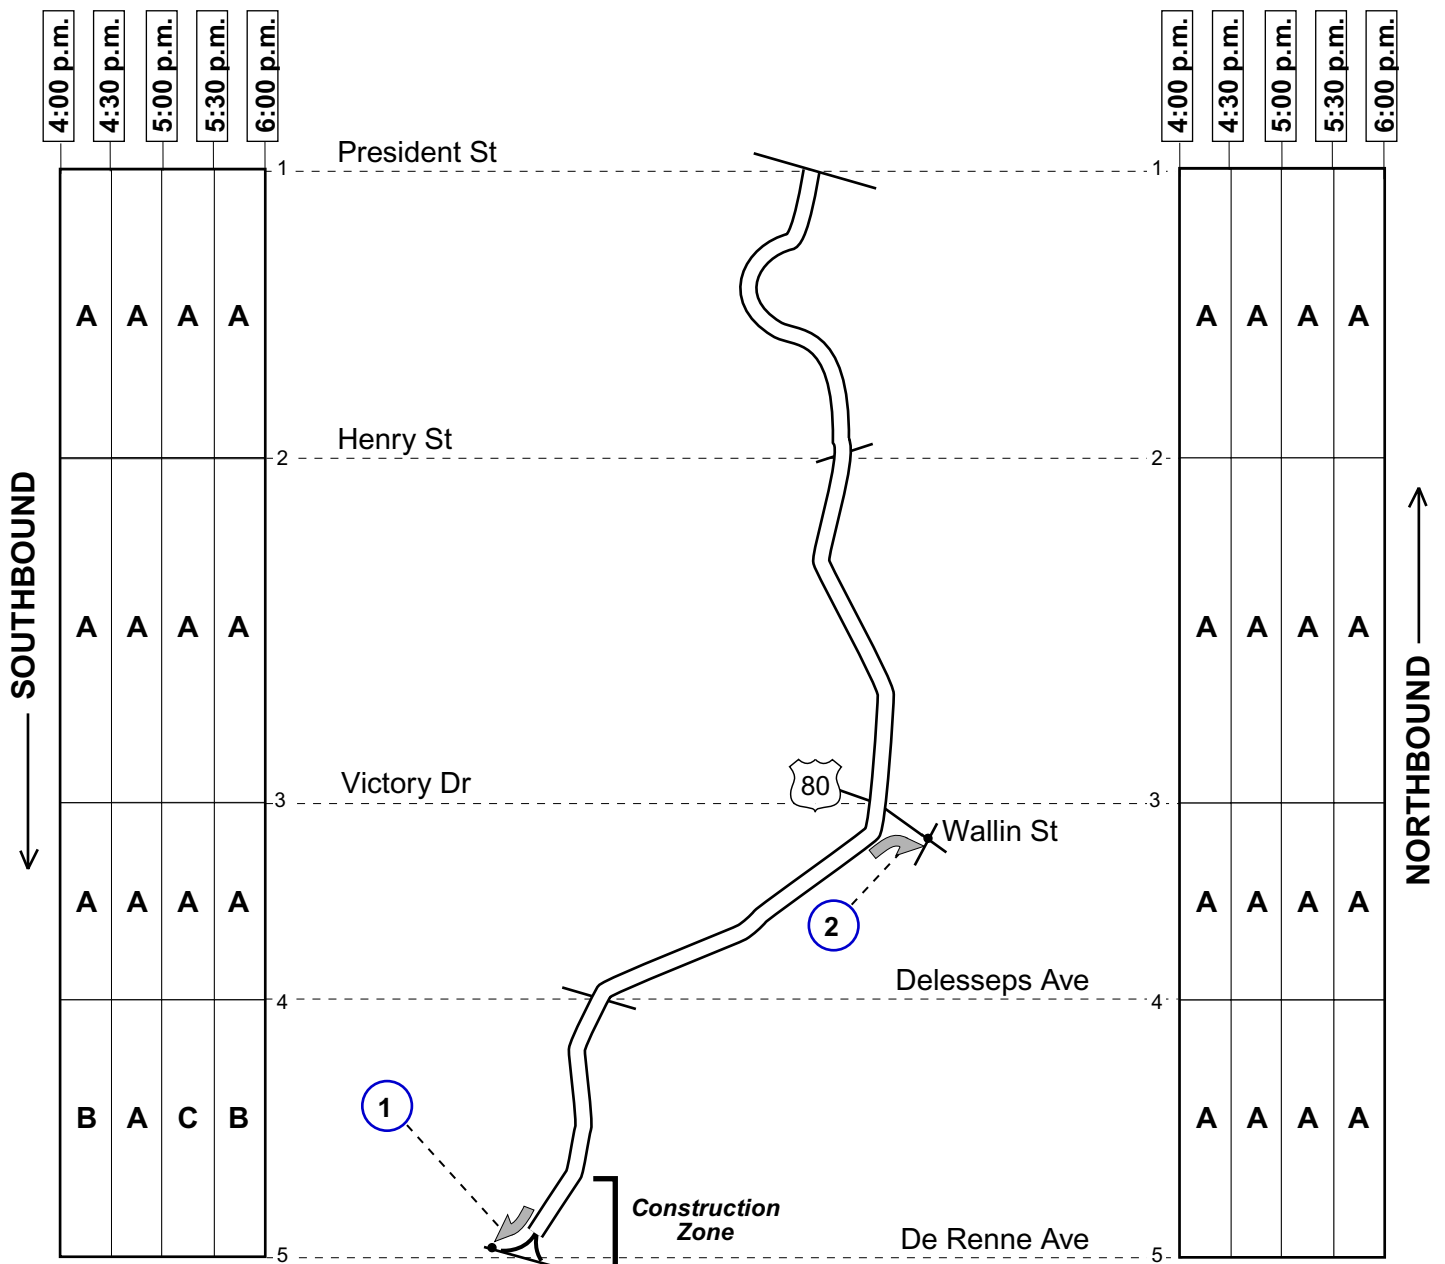 4:00 p.m.
4:30 p.m.
5:00 p.m.
5:30 p.m.
6:00 p.m.
4:00 p.m.
4:30 p.m.
5:00 p.m.
5:30 p.m.
6:00 p.m.
President St
1
1
A A A A
A A A A
Henry St
2
2
SOUTHBOUND
NORTHBOUND
A A A A
A A A A
Victory Dr
80
3
3
Wallin St
A A A A
2
A A A A
Delesseps Ave
4
4
1
B A C B
A A A A
Construction
Zone
De Renne Ave
5
5